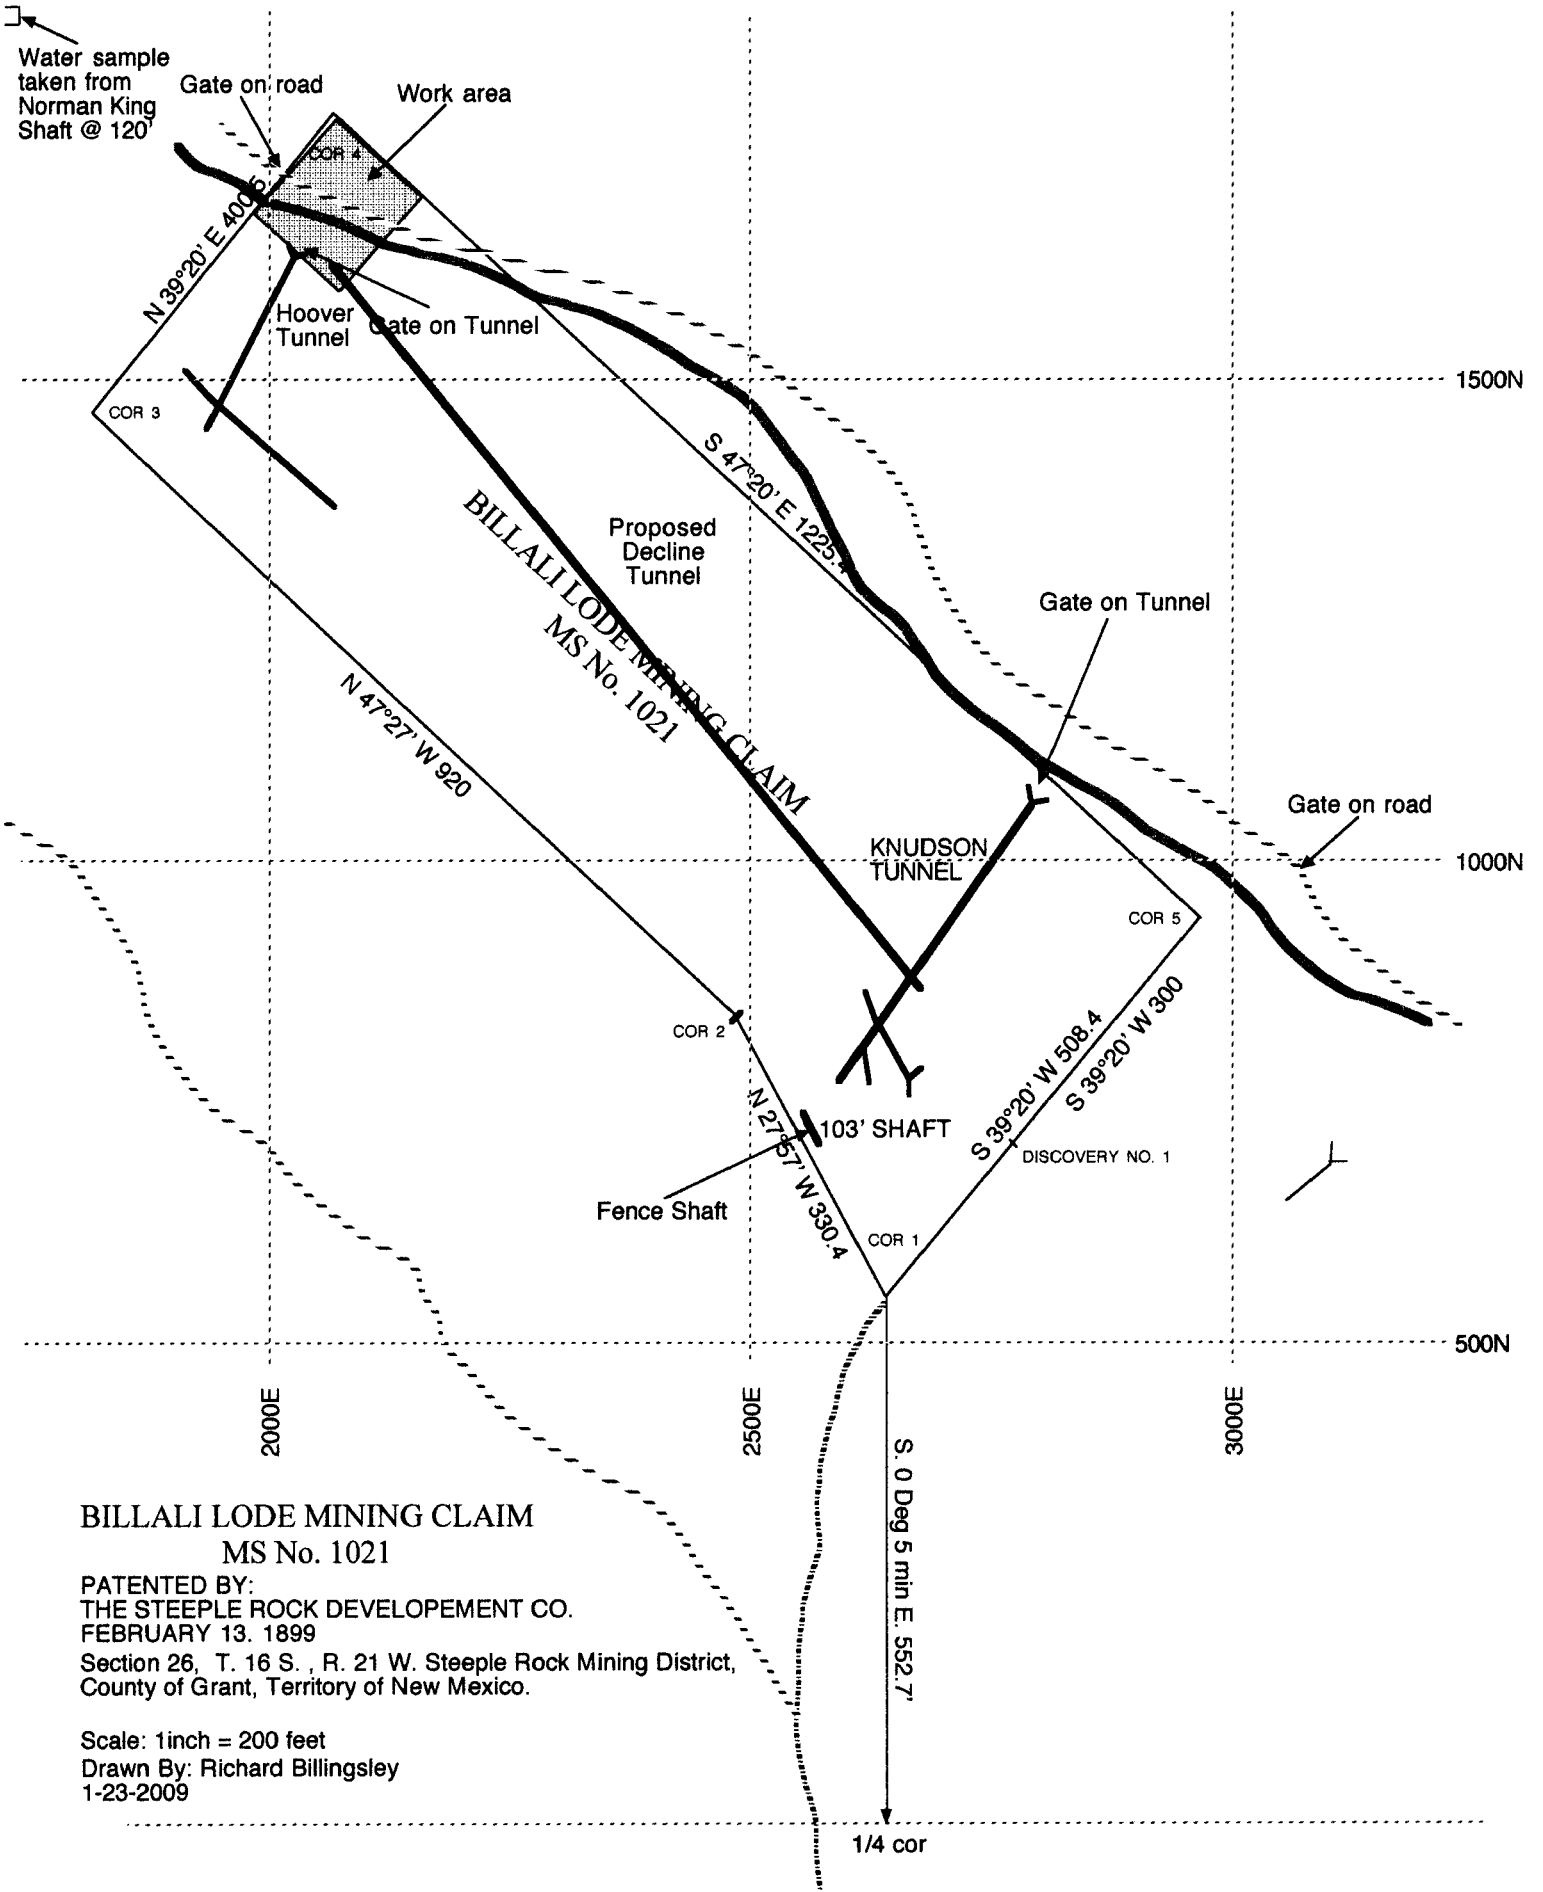 Water sample
taken from
Norman King
Shaft @ 120'
Gate on road
Work area
COR 4
N 39°20' E 400.5
Hoover
Tunnel
Gate on Tunnel
1500N
COR 3
S 47°20' E 1225.4
Proposed
Decline
Tunnel
BILLALI LODE MINING CLAIM
MS No. 1021
Gate on Tunnel
N 47°27' W 920
Gate on road
KNUDSON
TUNNEL
1000N
COR 5
COR 2
S 39°20' W 508.4
S 39°20' W 300
N 27°57' W 330.4
103' SHAFT
DISCOVERY NO. 1
Fence Shaft
COR 1
500N
2000E
2500E
3000E
S. 0 Deg 5 min E. 552.7'
BILLALI LODE MINING CLAIM
MS No. 1021
PATENTED BY:
THE STEEPLE ROCK DEVELOPEMENT CO.
FEBRUARY 13. 1899
Section 26, T. 16 S. , R. 21 W. Steeple Rock Mining District,
County of Grant, Territory of New Mexico.
Scale: 1inch = 200 feet
Drawn By: Richard Billingsley
1-23-2009
1/4 cor